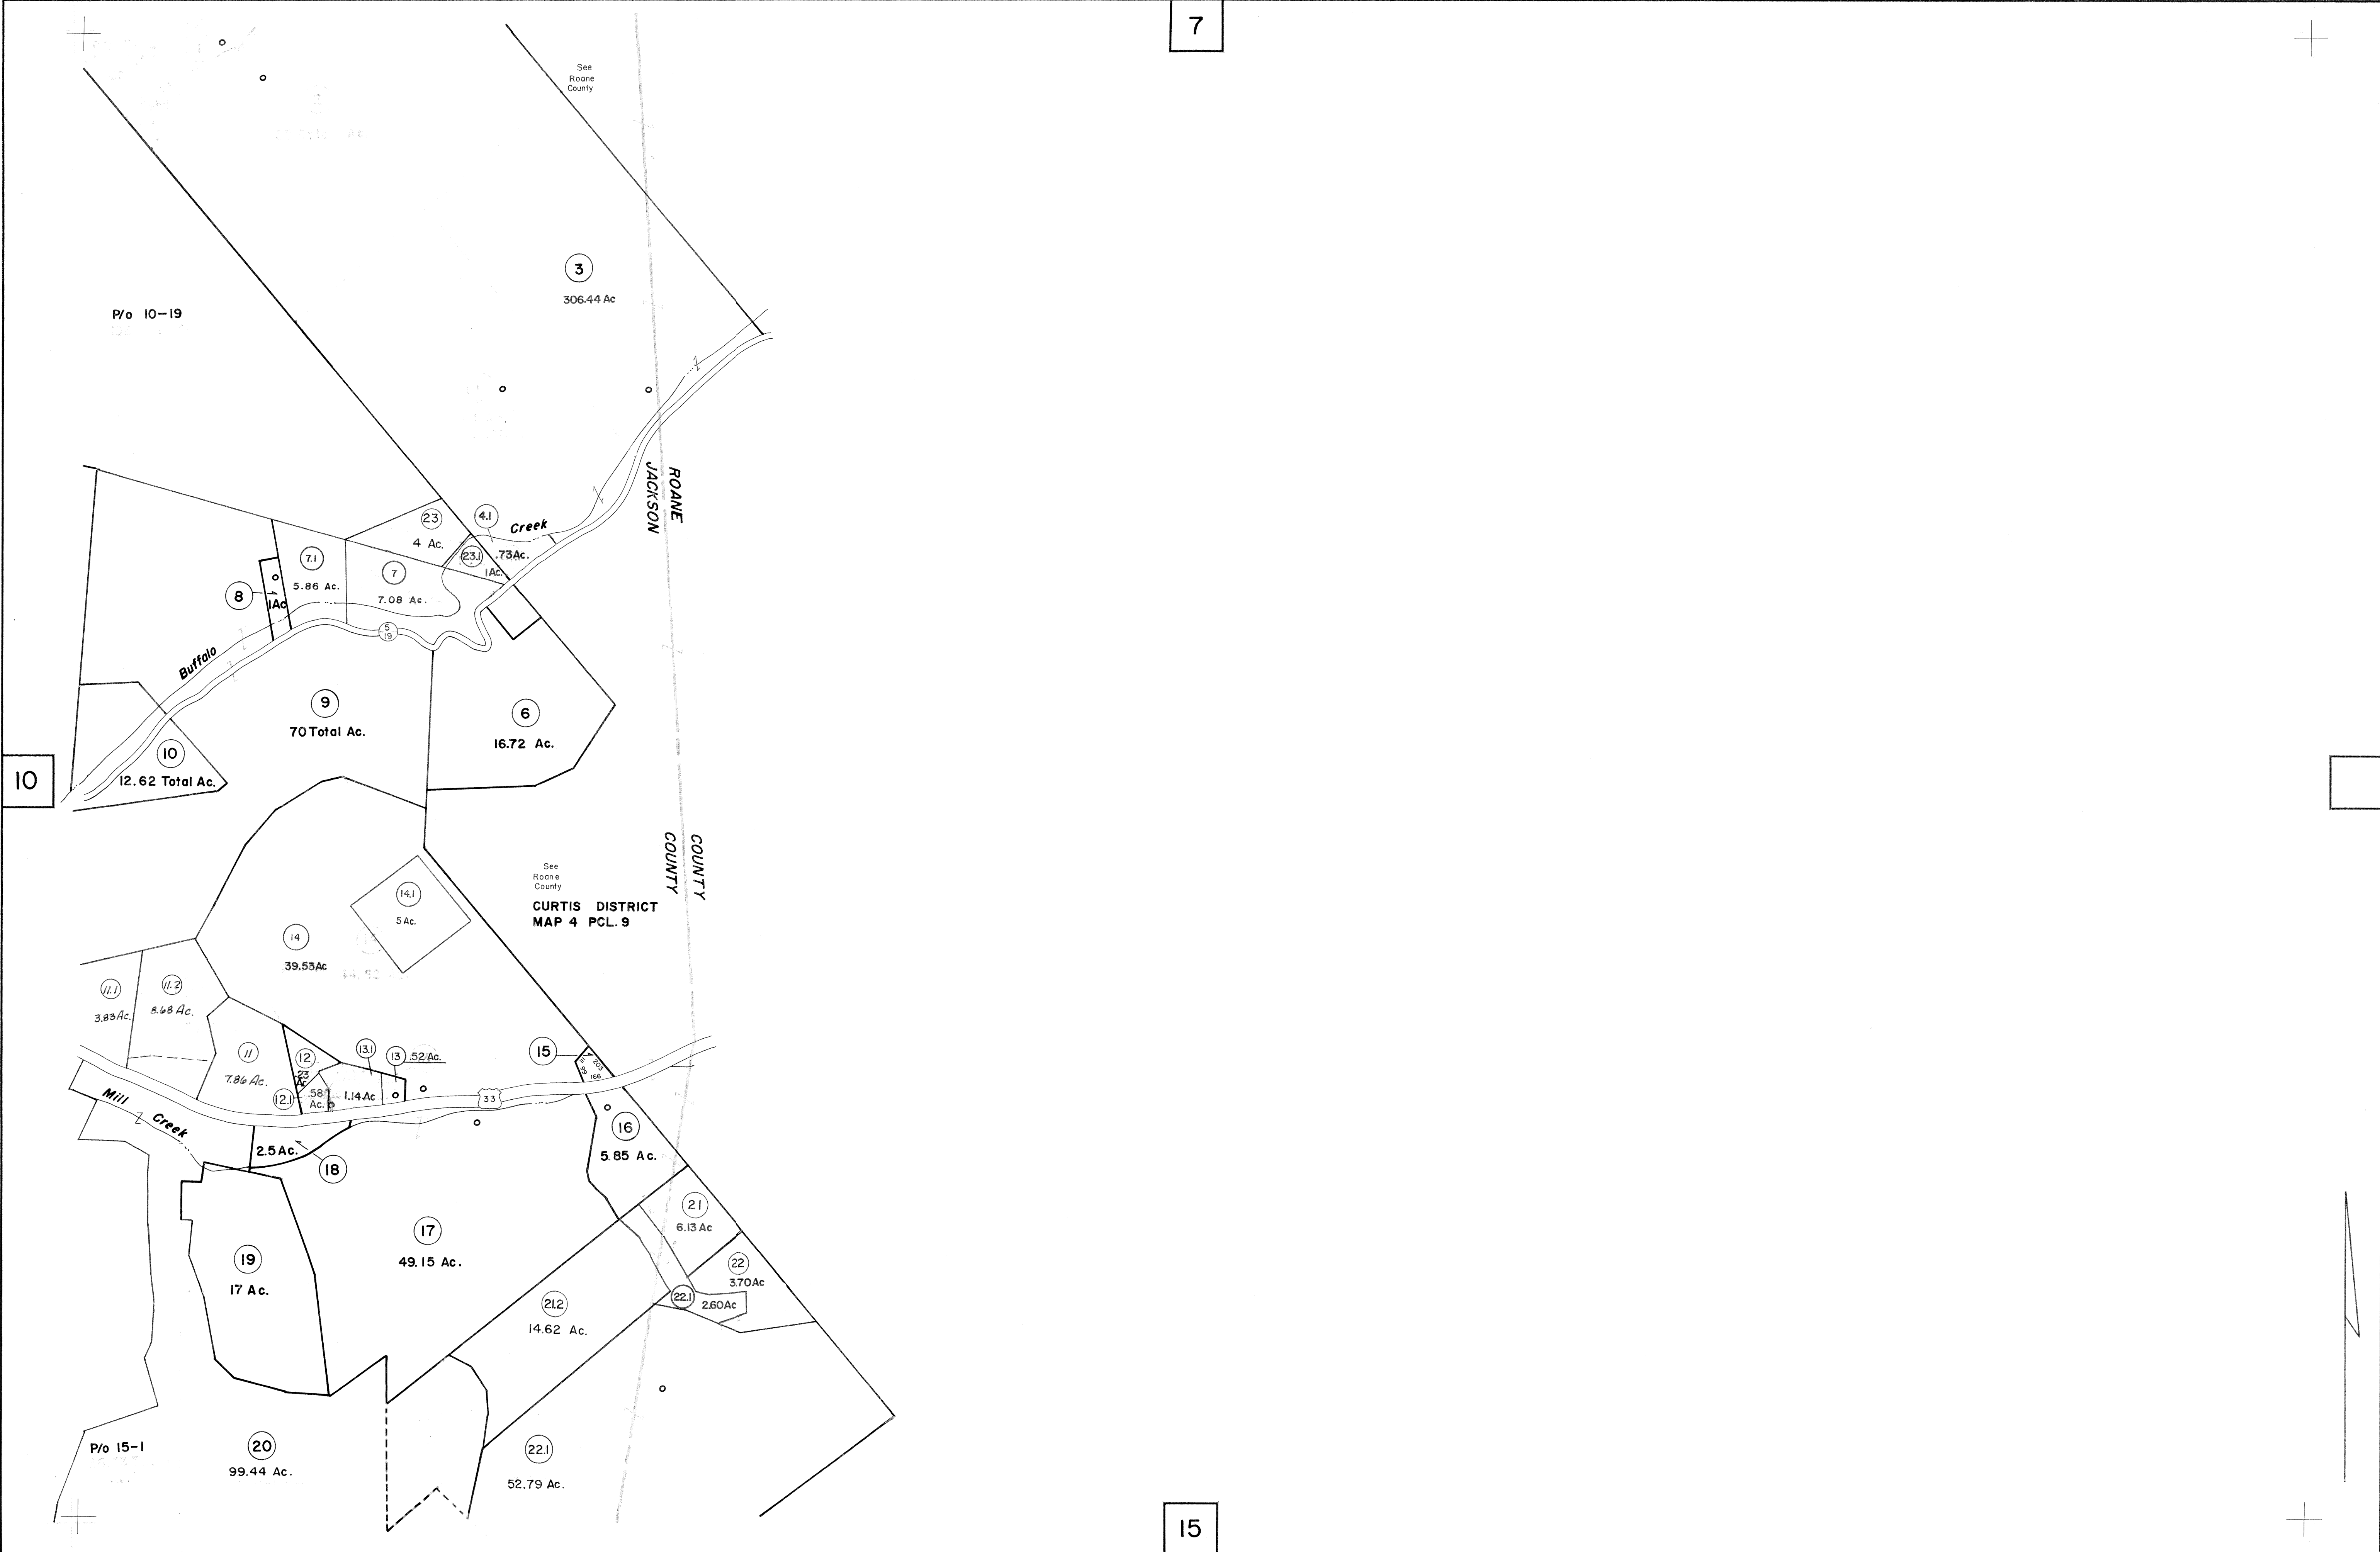 7
See
Roane
County
3
306.44 Ac
P/o 10-19
ROANE
JACKSON
23
4 Ac.
4.1
Creek
.73Ac.
23.1
1Ac.
7.1
5.86 Ac.
7
7.08 Ac.
8
1Ac
5
19
Buffalo
9
70 Total Ac.
6
16.72 Ac.
10
12.62 Total Ac.
10
COUNTY
COUNTY
See
Roane
County
CURTIS DISTRICT
MAP 4 PCL. 9
14.1
5 Ac.
14
39.53Ac
11.1
3.83 Ac.
11.2
8.68 Ac.
11
7.86 Ac.
12
.23
Ac
12.1
.58
Ac.
13.1
1.14 Ac
13
.52 Ac.
15
111
203
99
166
33
Mill
Creek
2.5 Ac.
18
16
5.85 Ac.
21
6.13 Ac
17
49.15 Ac.
19
17 Ac.
22
3.70Ac
22.1
2.60Ac
21.2
14.62 Ac.
P/o 15-1
20
99.44 Ac.
22.1
52.79 Ac.
15